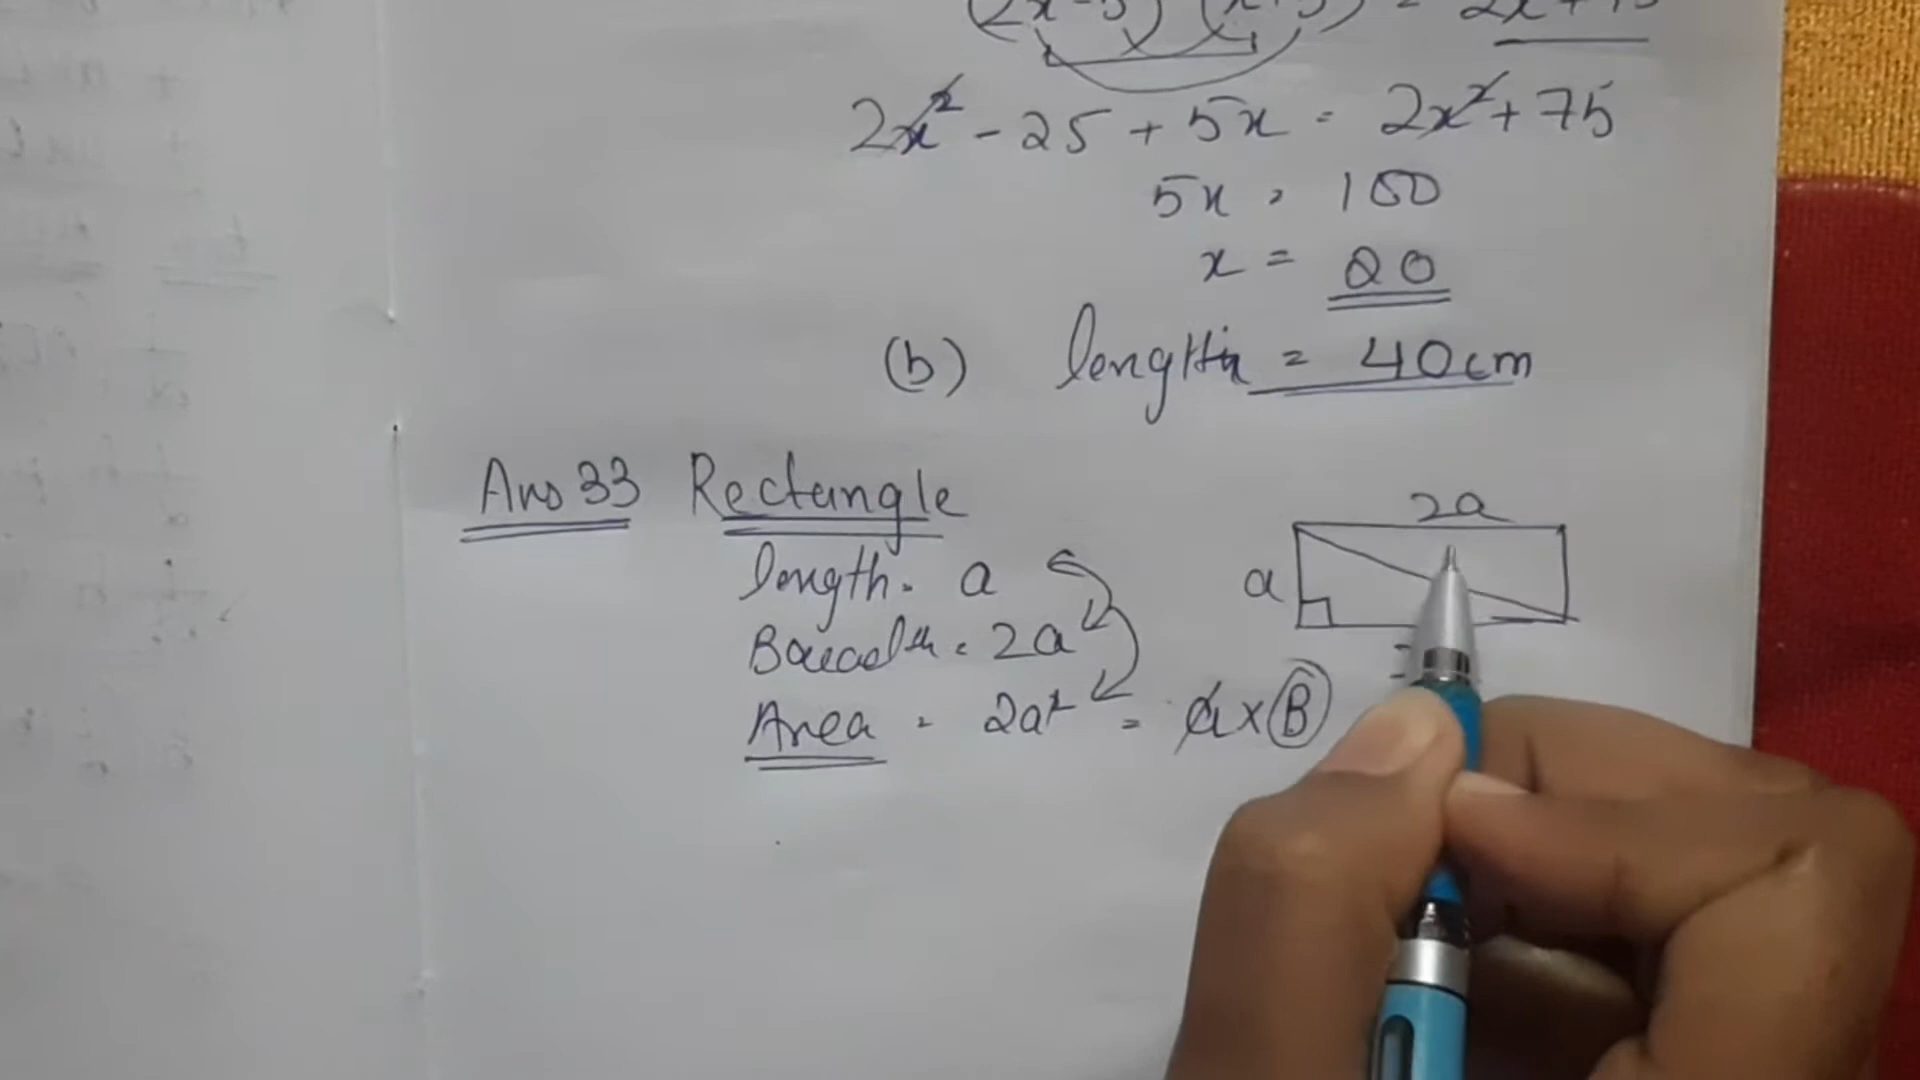 2x² - 25 + 5x = 2x² + 75
5x = 100
x = 20
(b) length = 40cm
Ans 33 Rectangle
2a
length = a
a
Breadth = 2a
Area = 2a² = a x B